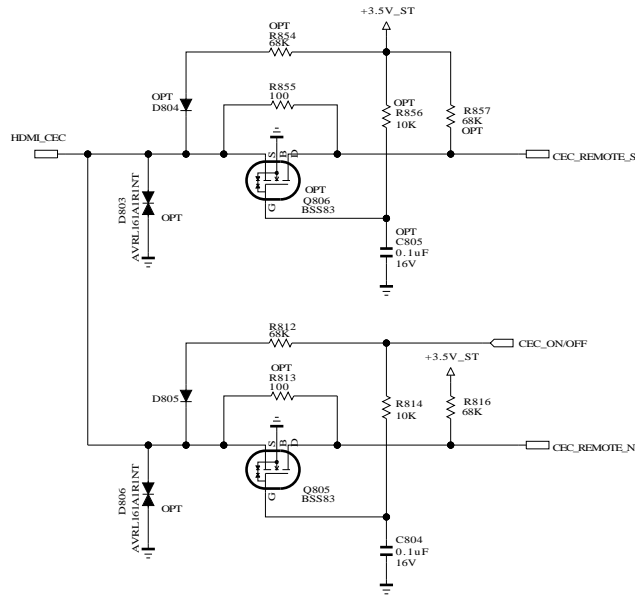 +3.5V_ST
OPT
R854
68K
OPT
D804
R855
100
OPT
R856
10K
R857
68K
OPT
HDMI_CEC
CEC_REMOTE_S
S
B
D
G
OPT
Q806
BSS83
D803
AVRL161A1R1NT
OPT
OPT
C805
0.1uF
16V
R812
68K
CEC_ON/OFF
+3.5V_ST
D805
OPT
R813
100
R814
10K
R816
68K
CEC_REMOTE_N
S
B
D
G
Q805
BSS83
D806
AVRL161A1R1NT
OPT
C804
0.1uF
16V